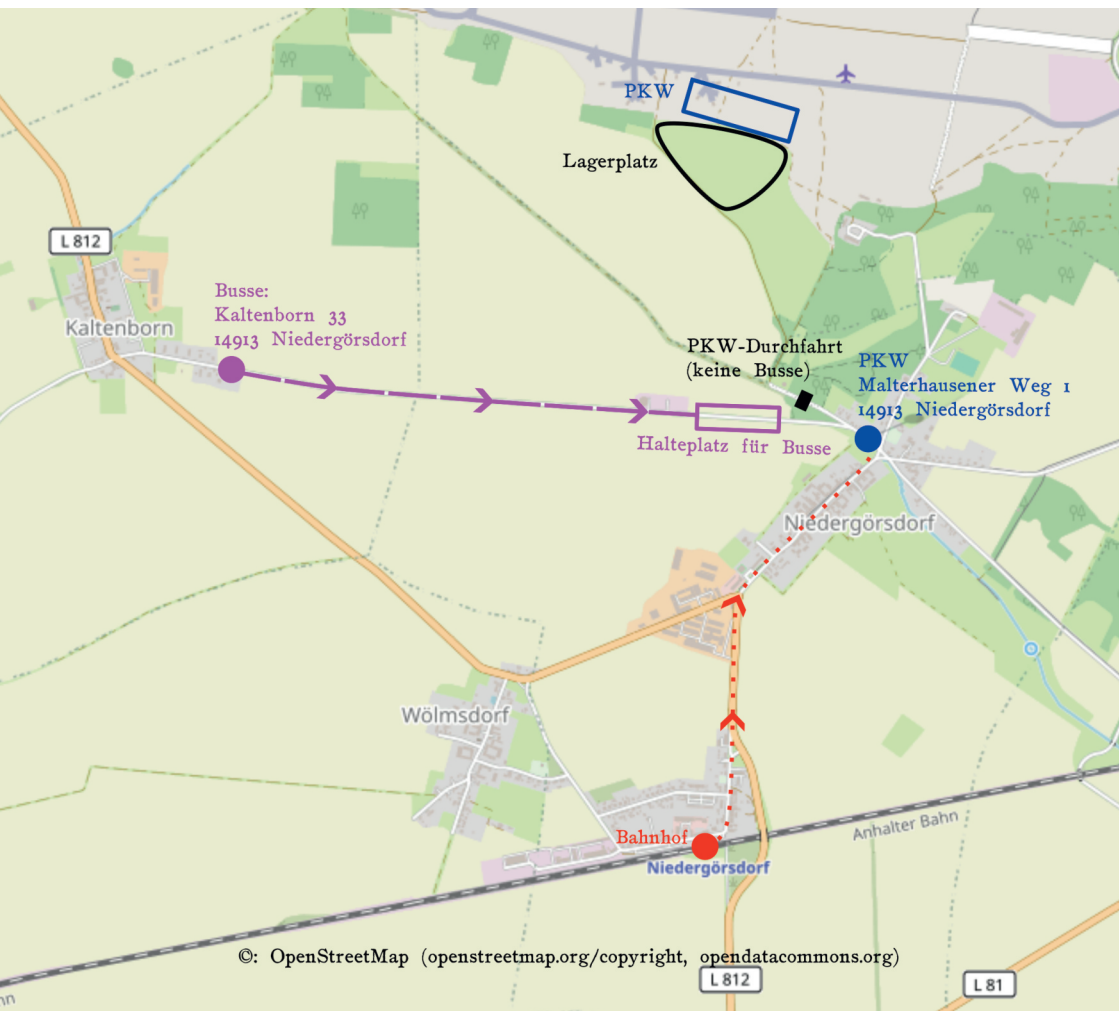 PKW
Lagerplatz
L 812
Kaltenborn
Busse:
Kaltenborn 33
14913 Niedergörsdorf
PKW-Durchfahrt
(keine Busse)
PKW
Malterhausener Weg 1
14913 Niedergörsdorf
Halteplatz für Busse
Niedergörsdorf
Wölmsdorf
Bahnhof
Niedergörsdorf
Anhalter Bahn
©: OpenStreetMap (openstreetmap.org/copyright, opendatacommons.org)
L 812
L 81